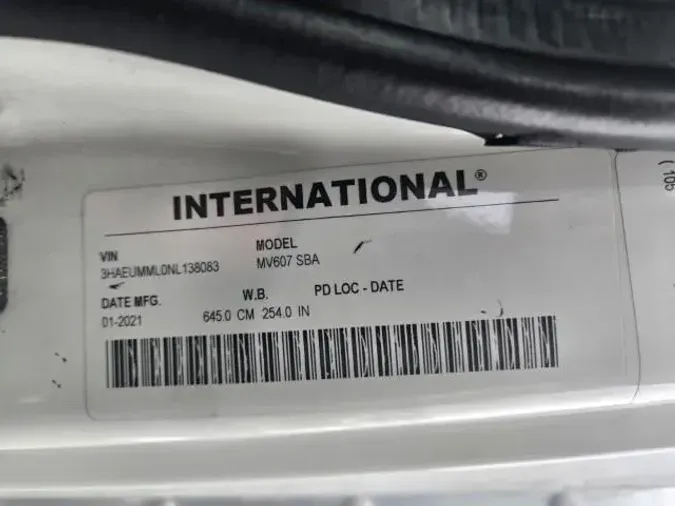 INTERNATIONAL®
VIN MODEL
3HAEUMML0NL138083 MV607 SBA
DATE MFG. W.B. PD LOC - DATE
01-2021 645.0 CM 254.0 IN
( 105